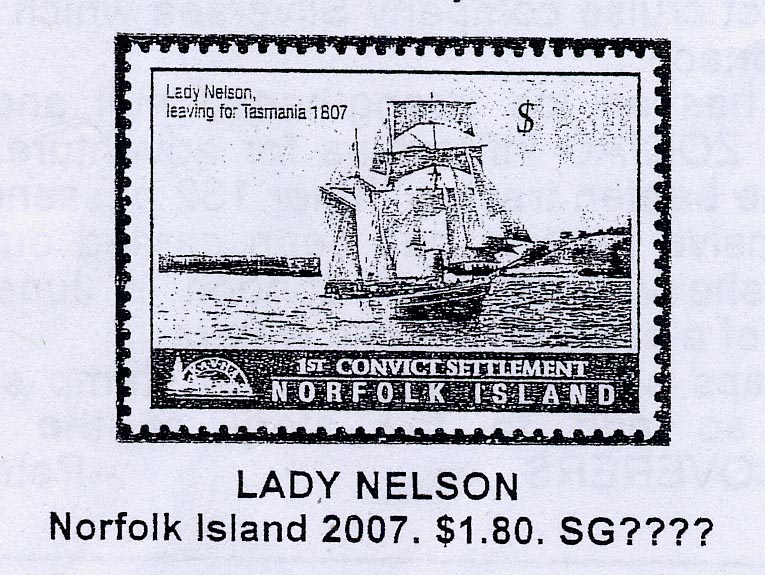 Lady Nelson,
leaving for Tasmania 1807
$
1ST CONVICT SETTLEMENT
NORFOLK ISLAND
LADY NELSON
Norfolk Island 2007. $1.80. SG????